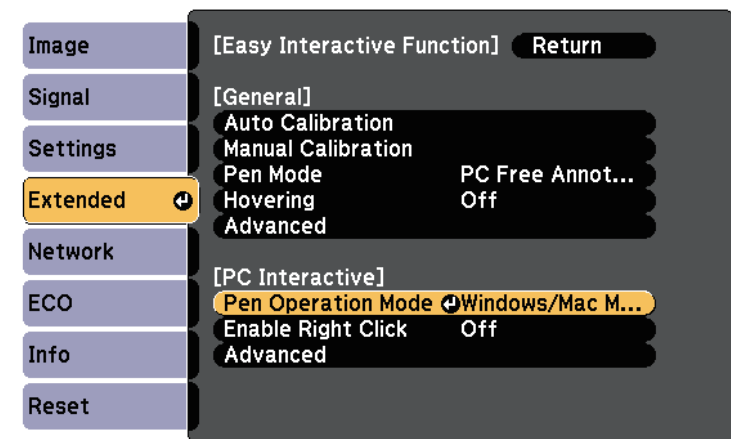 Image
Signal
Settings
Extended
Network
ECO
Info
Reset
[Easy Interactive Function] Return
[General]
Auto Calibration
Manual Calibration
Pen Mode PC Free Annot...
Hovering Off
Advanced
[PC Interactive]
Pen Operation Mode Windows/Mac M...
Enable Right Click Off
Advanced